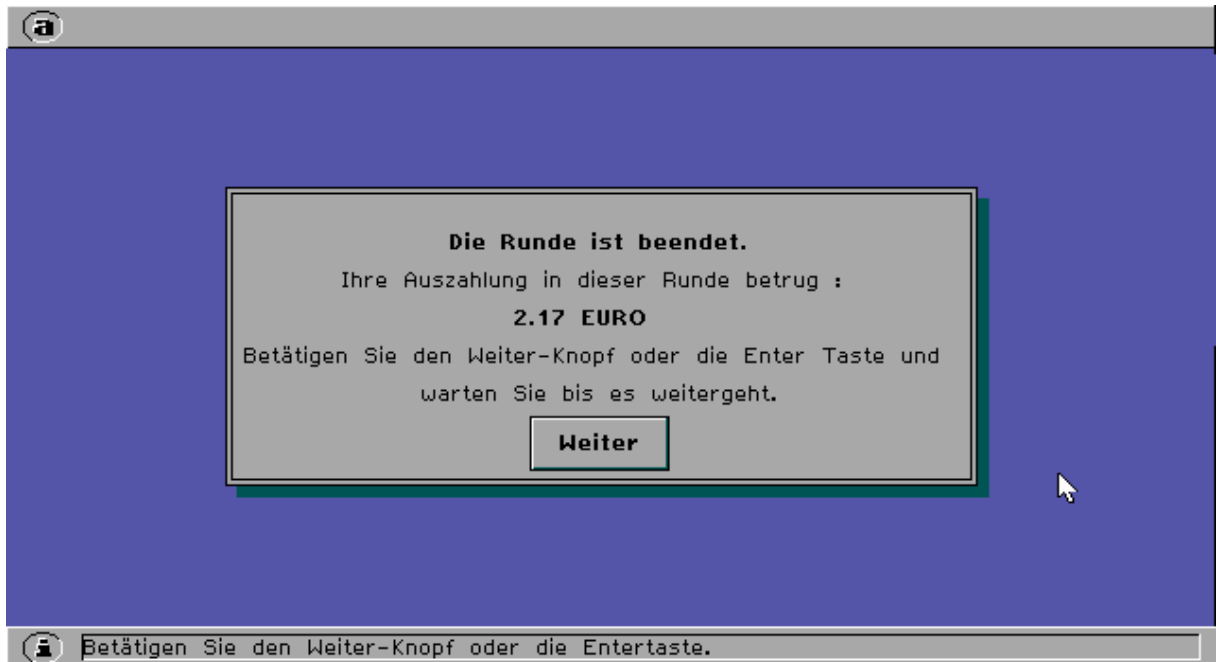 a
Die Runde ist beendet.
Ihre Auszahlung in dieser Runde betrug :
2.17 EURO
Betätigen Sie den Weiter-Knopf oder die Enter Taste und
warten Sie bis es weitergeht.
Weiter
i Betätigen Sie den Weiter-Knopf oder die Entertaste.